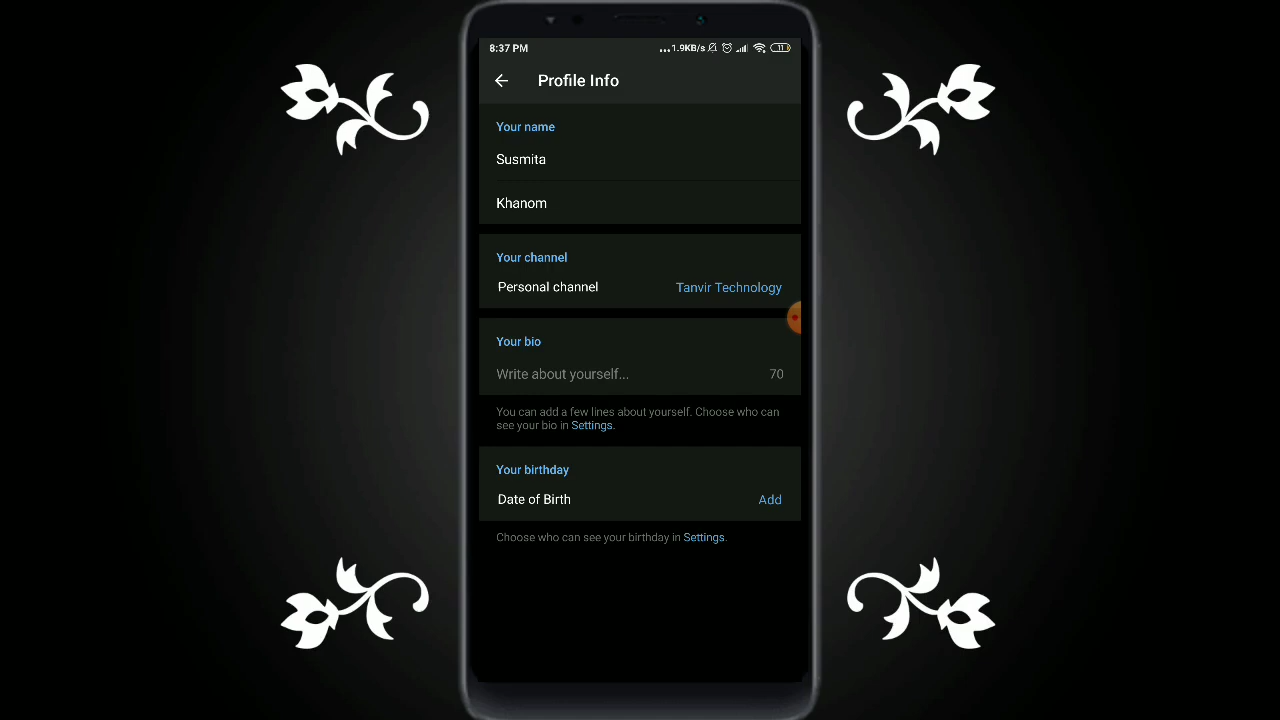 8:37 PM ...1.9KB/s 11
Profile Info
Your name
Susmita
Khanom
Your channel
Personal channel Tanvir Technology
Your bio
Write about yourself... 70
You can add a few lines about yourself. Choose who can
see your bio in Settings.
Your birthday
Date of Birth Add
Choose who can see your birthday in Settings.